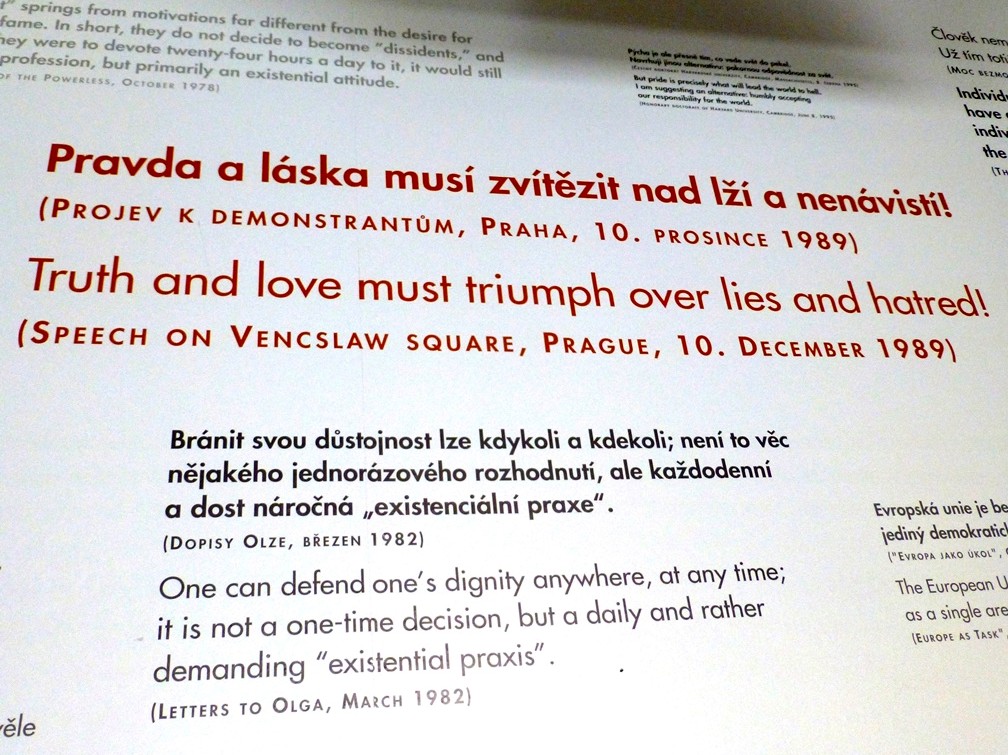 springs from motivations far different from the desire for
fame. In short, they do not decide to become “dissidents,” and
they were to devote twenty-four hours a day to it, it would still
profession, but primarily an existential attitude.
OF THE POWERLESS, OCTOBER 1978)
But pride is precisely what will lead the world to hell.
I am suggesting an alternative: humbly accepting
our responsibility for the world.
Pravda a láska musí zvítězit nad lží a nenávistí!
(PROJEV K DEMONSTRANTŮM, PRAHA, 10. PROSINCE 1989)
Truth and love must triumph over lies and hatred!
(SPEECH ON VENCSLAW SQUARE, PRAGUE, 10. DECEMBER 1989)
Bránit svou důstojnost lze kdykoli a kdekoli; není to věc
nějakého jednorázového rozhodnutí, ale každodenní
a dost náročná „existenciální praxe“.
(DOPISY OLZE, BŘEZEN 1982)
One can defend one’s dignity anywhere, at any time;
it is not a one-time decision, but a daily and rather
demanding “existential praxis”.
(LETTERS TO OLGA, MARCH 1982)
Člověk nem
Už tím
(MOC BEZMO
Individ
have
indiv
the
(TH
Evropská unie je be
jediný demokratic
("EVROPA JAKO ÚKOL",
The European U
as a single are
(EUROPE AS TASK",
věle